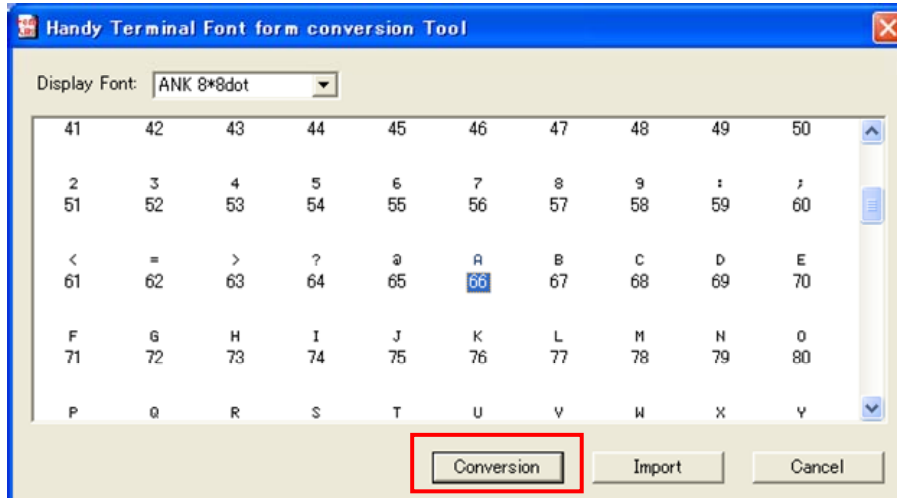 Handy Terminal Font form conversion Tool
Display Font: ANK 8*8dot
41 42 43 44 45 46 47 48 49 50
2 3 4 5 6 7 8 9 : ;
51 52 53 54 55 56 57 58 59 60
< = > ? @ A B C D E
61 62 63 64 65 66 67 68 69 70
F G H I J K L M N O
71 72 73 74 75 76 77 78 79 80
P Q R S T U V W X Y
Conversion Import Cancel